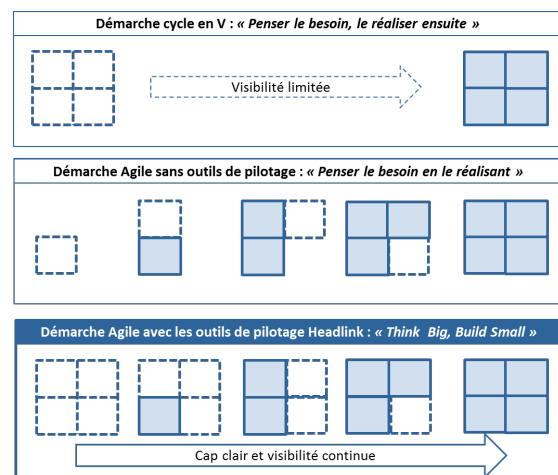 Démarche cycle en V : « Penser le besoin, le réaliser ensuite »
Visibilité limitée
Démarche Agile sans outils de pilotage : « Penser le besoin en le réalisant »
Démarche Agile avec les outils de pilotage Headlink : « Think Big, Build Small »
Cap clair et visibilité continue